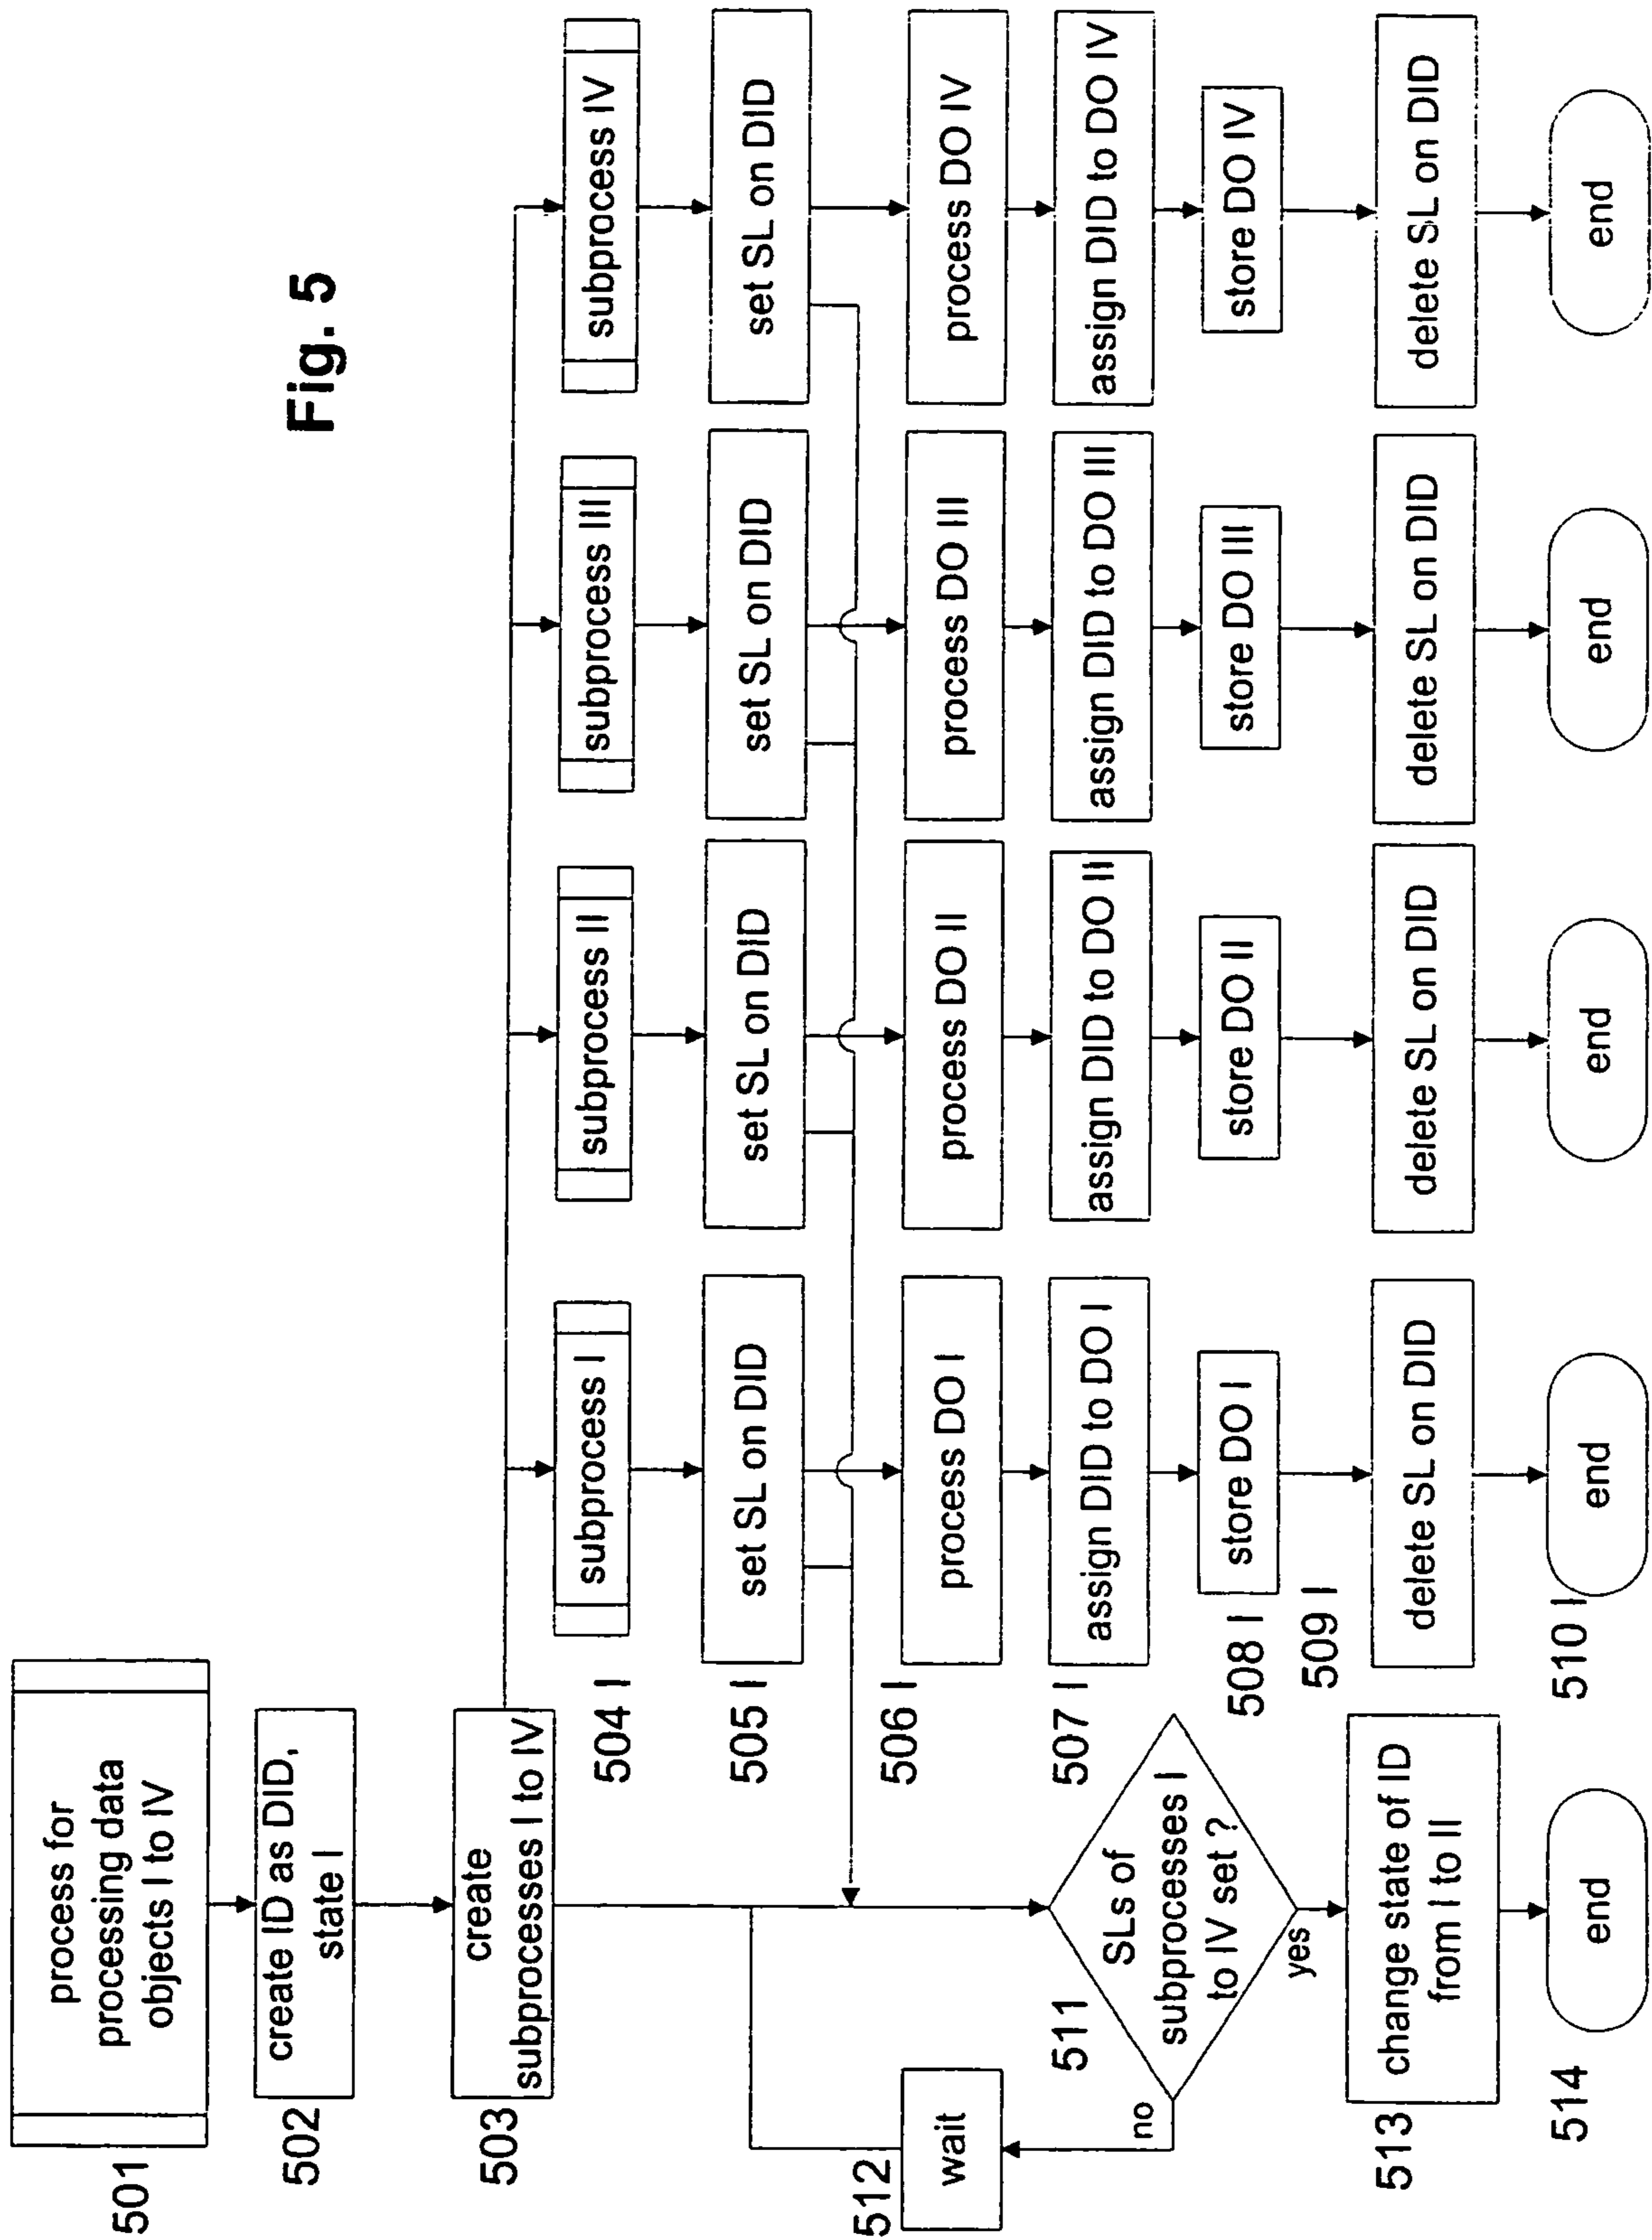 Fig. 5
501
process for
processing data
objects I to IV
502
create ID as DID,
state I
503
create
subprocesses I to IV
504 I
subprocess I
subprocess II
subprocess III
subprocess IV
505 I
set SL on DID
set SL on DID
set SL on DID
set SL on DID
506 I
process DO I
process DO II
process DO III
process DO IV
507 I
assign DID to DO I
assign DID to DO II
assign DID to DO III
assign DID to DO IV
508 I
store DO I
store DO II
store DO III
store DO IV
509 I
delete SL on DID
delete SL on DID
delete SL on DID
delete SL on DID
510 I
end
end
end
end
511
SLs of
subprocesses I
to IV set ?
no
yes
512
wait
513
change state of ID
from I to II
514
end